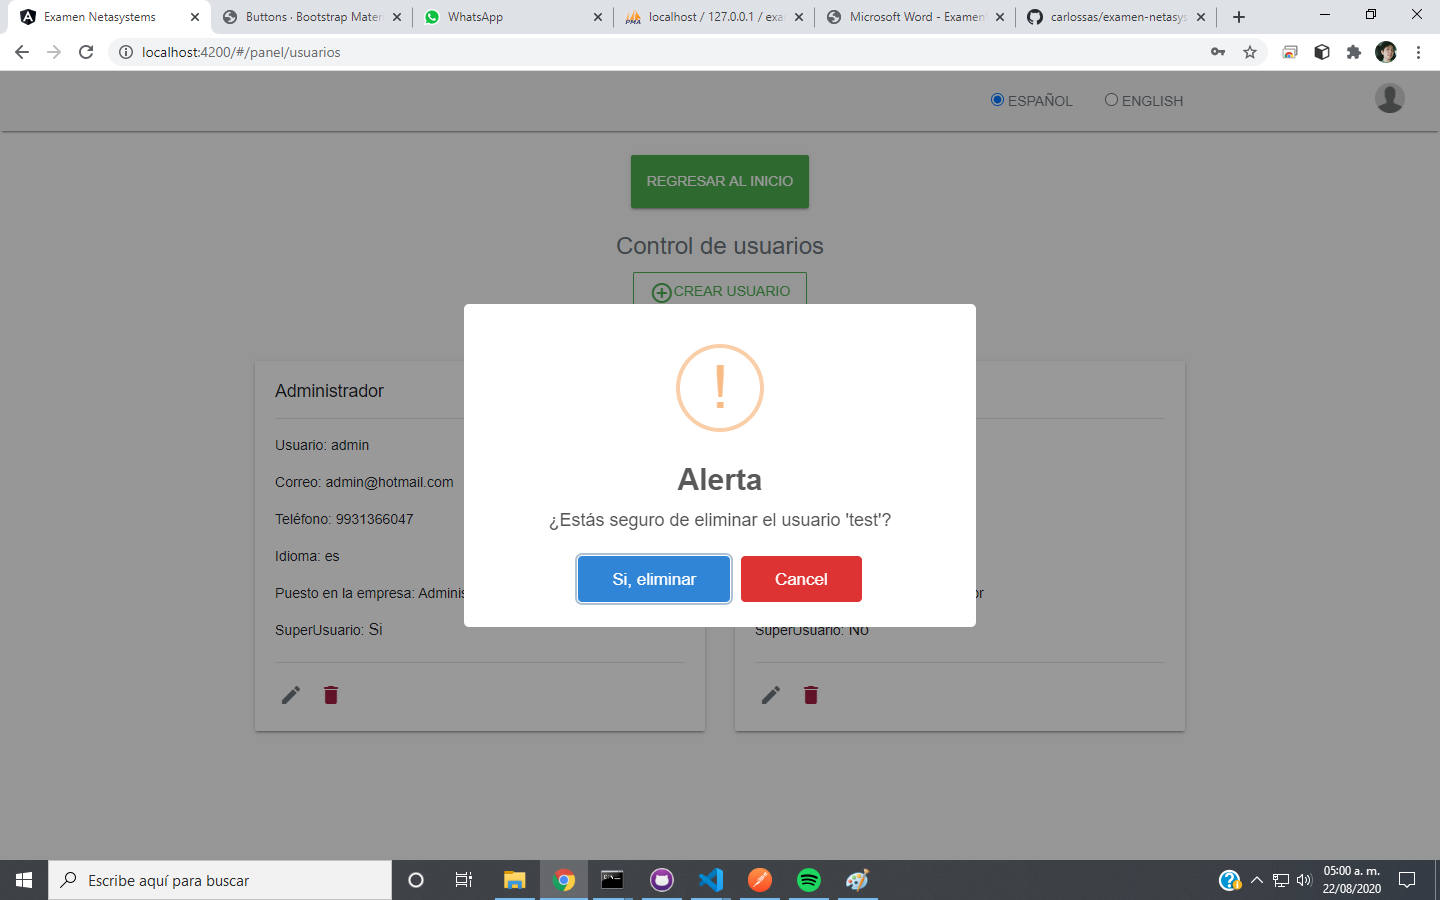 Examen Netasystems
Buttons · Bootstrap Mater
WhatsApp
localhost / 127.0.0.1 / exa
Microsoft Word - Examen
carlossas/examen-netasys
localhost:4200/#/panel/usuarios
ESPAÑOL
ENGLISH
REGRESAR AL INICIO
Control de usuarios
CREAR USUARIO
Administrador
Usuario: admin
Correo: admin@hotmail.com
Teléfono: 9931366047
Idioma: es
Puesto en la empresa: Adminis
SuperUsuario: Si
or
SuperUsuario: No
!
Alerta
¿Estás seguro de eliminar el usuario 'test'?
Si, eliminar
Cancel
Escribe aquí para buscar
05:00 a. m.
22/08/2020